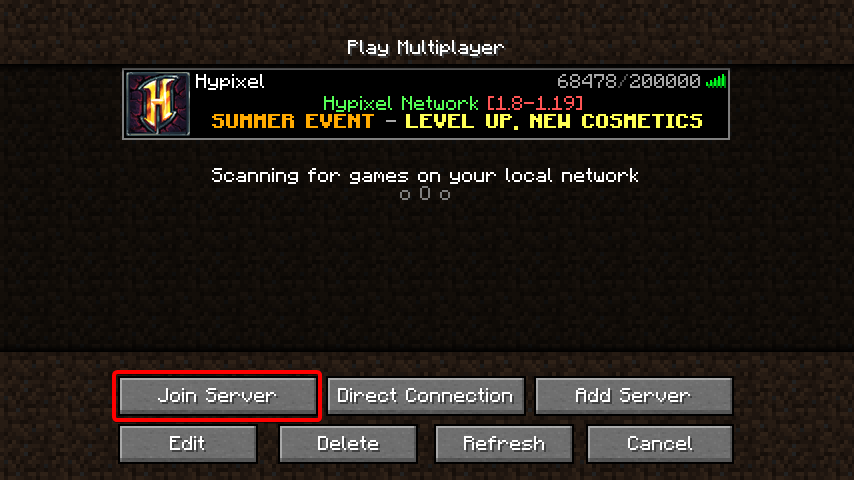 Play Multiplayer
Hypixel 68478/200000
Hypixel Network [1.8-1.19]
SUMMER EVENT - LEVEL UP, NEW COSMETICS
Scanning for games on your local network
o O o
Join Server Direct Connection Add Server
Edit Delete Refresh Cancel